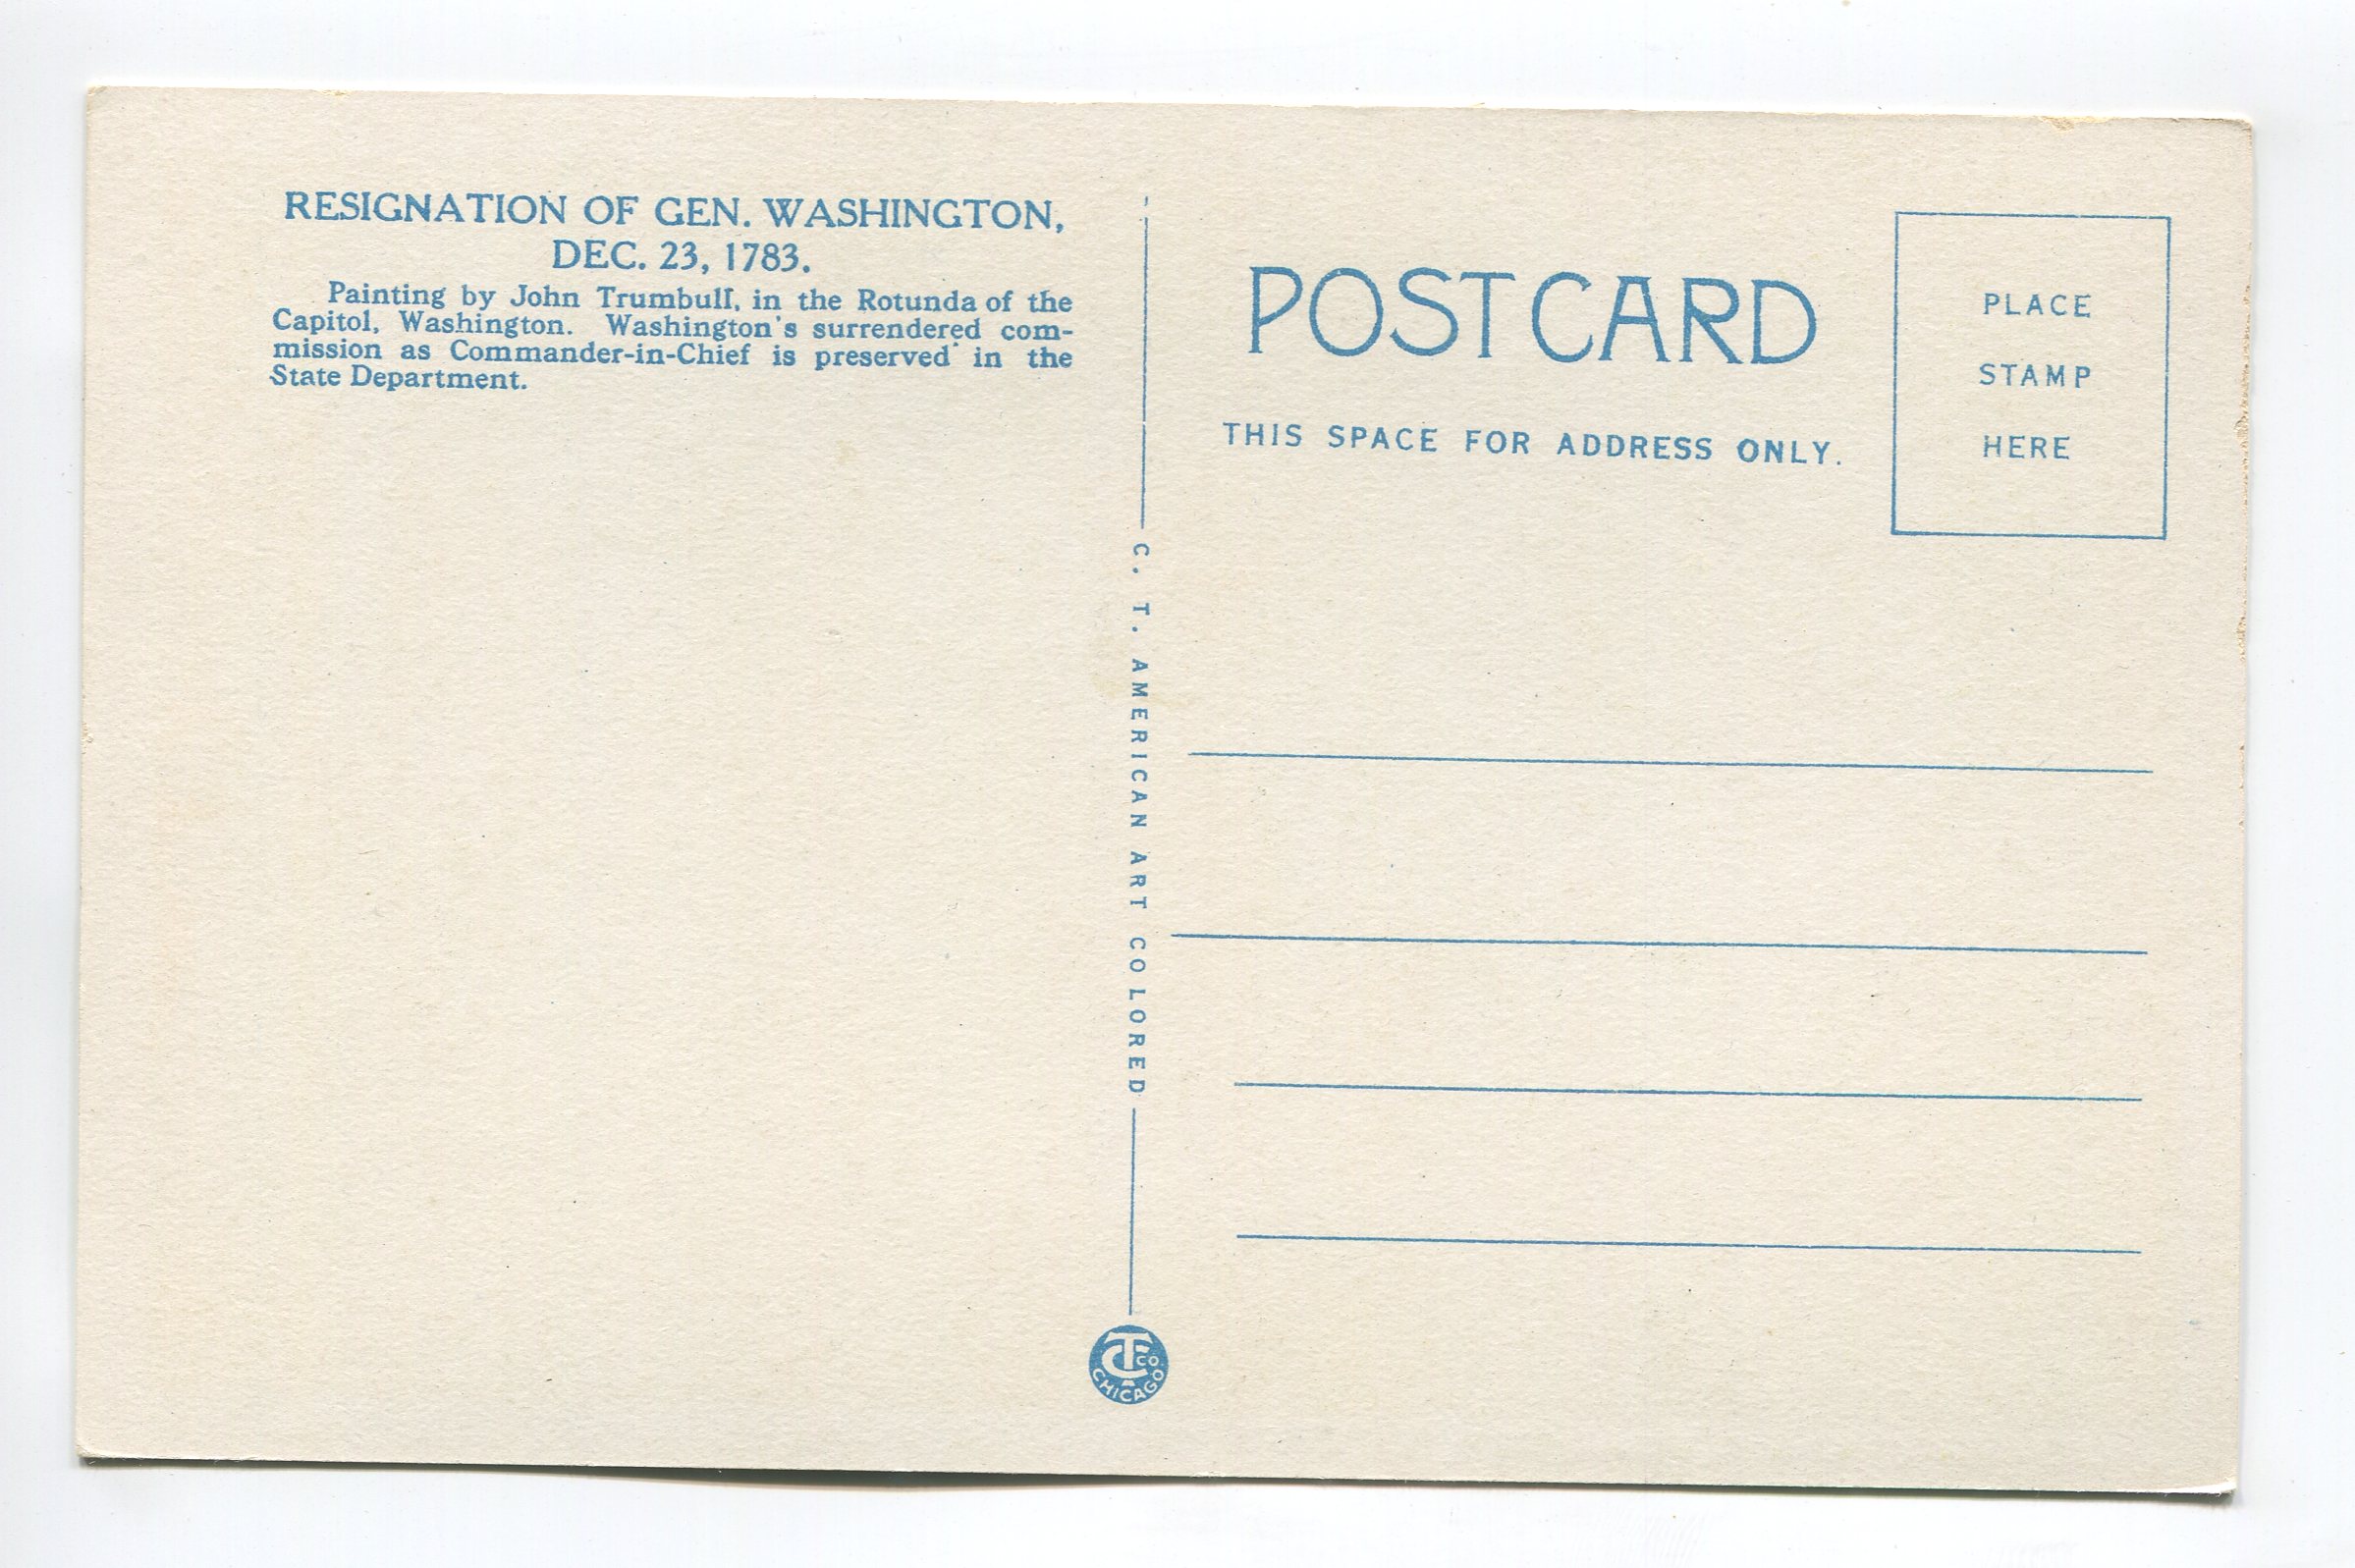 RESIGNATION OF GEN. WASHINGTON,
DEC. 23, 1783.
Painting by John Trumbull, in the Rotunda of the
Capitol, Washington. Washington's surrendered com-
mission as Commander-in-Chief is preserved in the
State Department.
C. T. AMERICAN ART COLORED
CT CO.
CHICAGO
POST CARD
THIS SPACE FOR ADDRESS ONLY.
PLACE
STAMP
HERE